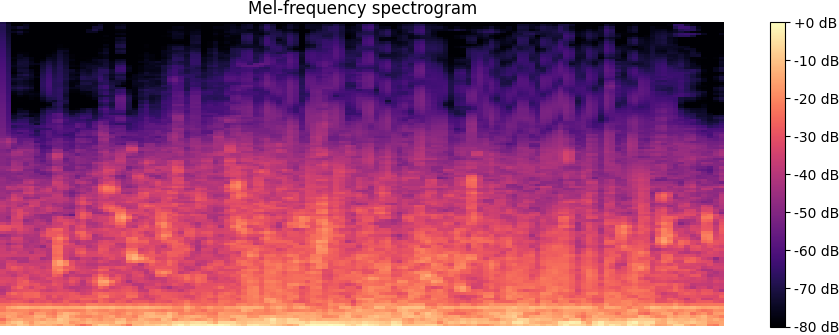 Mel-frequency spectrogram
+0 dB
-10 dB
-20 dB
-30 dB
-40 dB
-50 dB
-60 dB
-70 dB
-80 dB